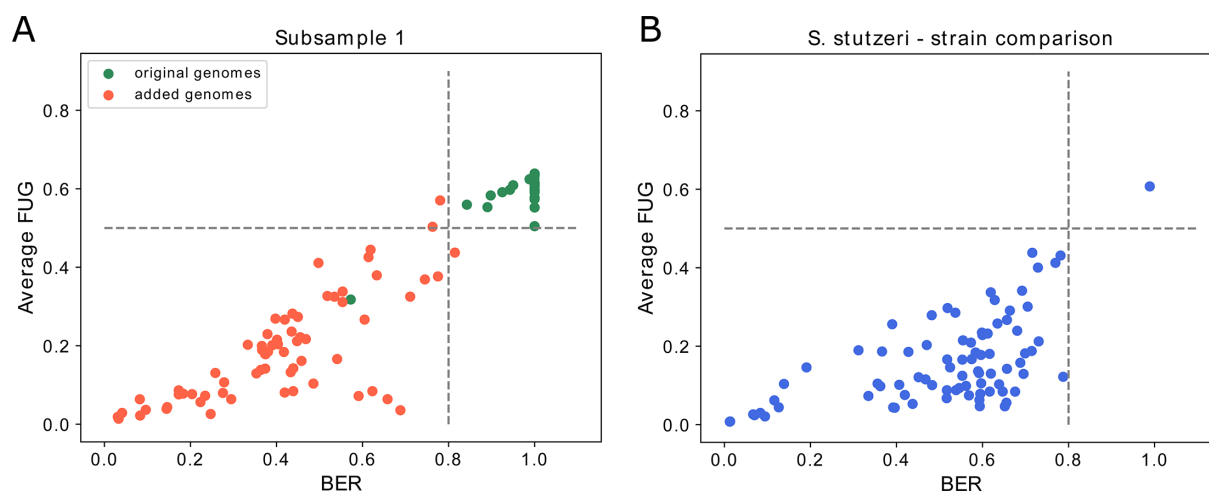 A
Subsample 1
original genomes
added genomes
Average FUG
0.8
0.6
0.4
0.2
0.0
0.0 0.2 0.4 0.6 0.8 1.0
BER
B
S. stutzeri - strain comparison
Average FUG
0.8
0.6
0.4
0.2
0.0
0.0 0.2 0.4 0.6 0.8 1.0
BER